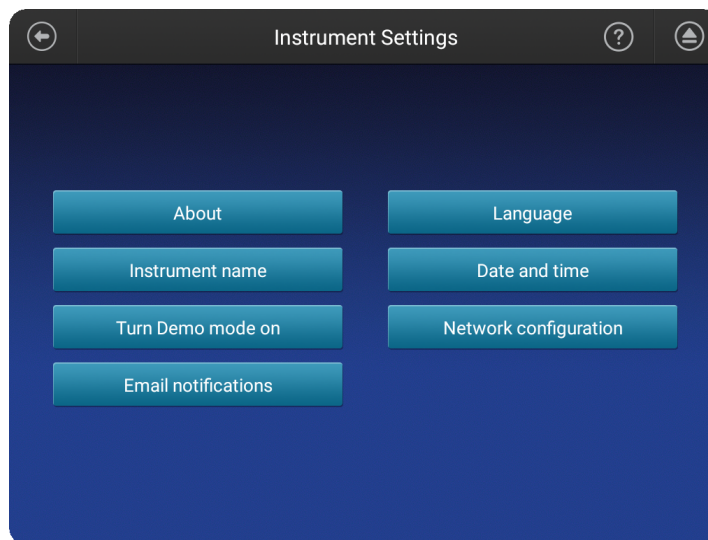 Instrument Settings
?
About
Language
Instrument name
Date and time
Turn Demo mode on
Network configuration
Email notifications